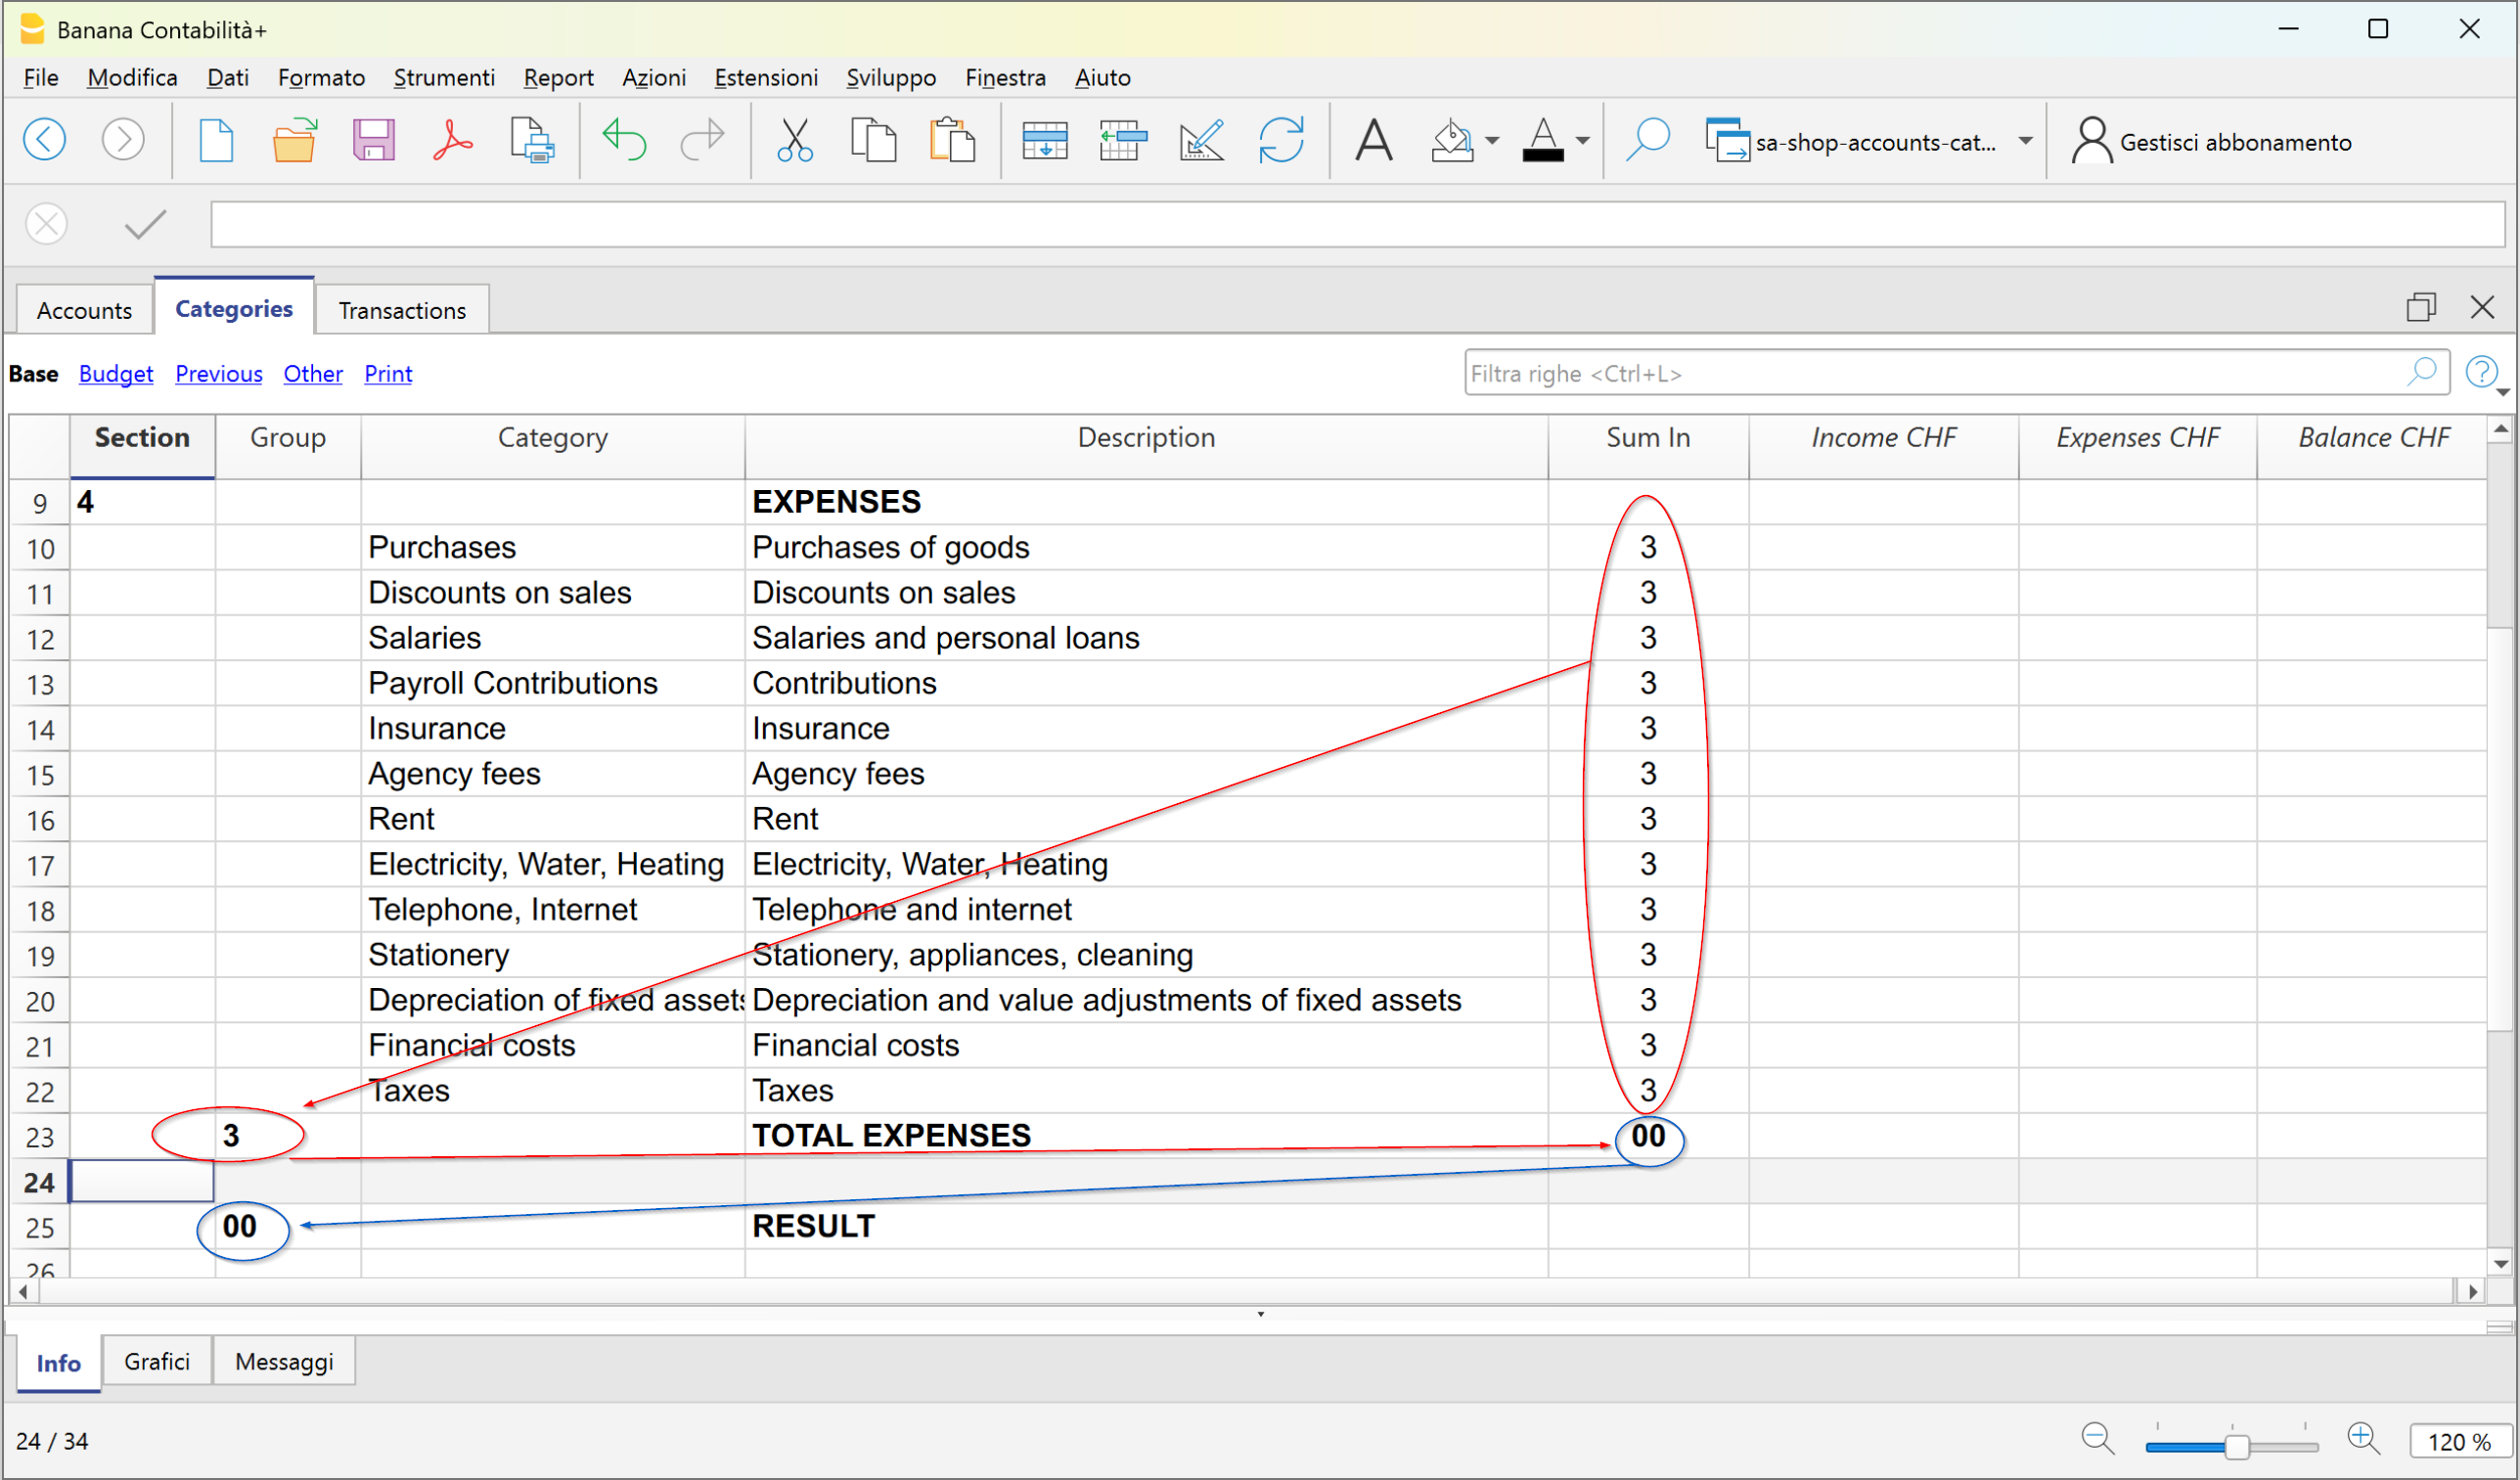 Banana Contabilità+
File Modifica Dati Formato Strumenti Report Azioni Estensioni Sviluppo Finestra Aiuto
sa-shop-accounts-cat... Gestisci abbonamento
Accounts Categories Transactions
Base Budget Previous Other Print Filtra righe <Ctrl+L>
Section Group Category Description Sum In Income CHF Expenses CHF Balance CHF
9 4 EXPENSES
10 Purchases Purchases of goods 3
11 Discounts on sales Discounts on sales 3
12 Salaries Salaries and personal loans 3
13 Payroll Contributions Contributions 3
14 Insurance Insurance 3
15 Agency fees Agency fees 3
16 Rent Rent 3
17 Electricity, Water, Heating Electricity, Water, Heating 3
18 Telephone, Internet Telephone and internet 3
19 Stationery Stationery, appliances, cleaning 3
20 Depreciation of fixed assets Depreciation and value adjustments of fixed assets 3
21 Financial costs Financial costs 3
22 Taxes Taxes 3
23 3 TOTAL EXPENSES 00
24
25 00 RESULT
26
Info Grafici Messaggi
24 / 34 120 %